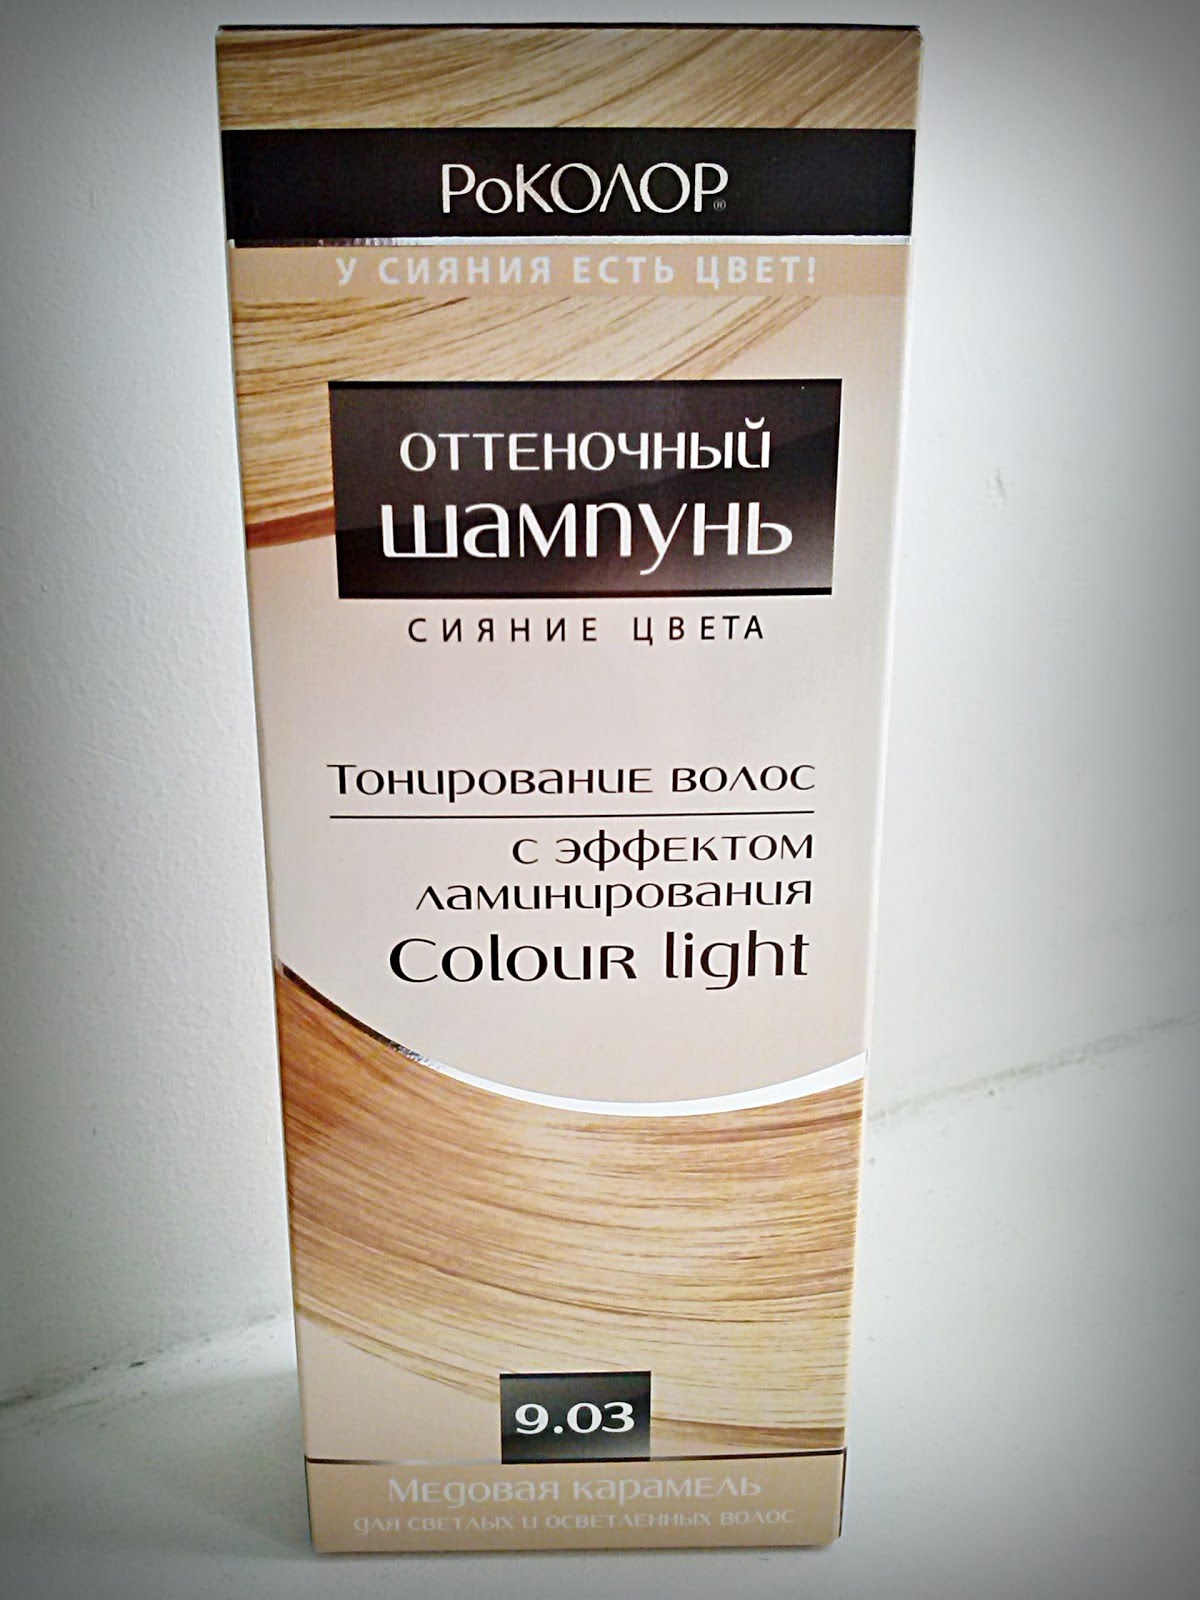 РоКОЛОР®
У СИЯНИЯ ЕСТЬ ЦВЕТ!
ОТТЕНОЧНЫЙ
ШАМПУНЬ
СИЯНИЕ ЦВЕТА
Тонирование волос
с эффектом
ламинирования
Colour light
9.03
Медовая карамель
для светлых и осветленных волос